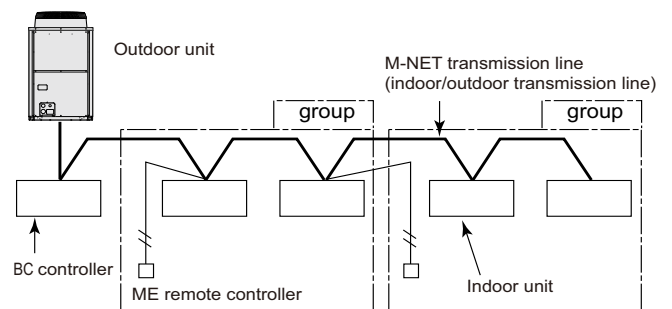 Outdoor unit
M-NET transmission line
(indoor/outdoor transmission line)
group
group
BC controller
ME remote controller
Indoor unit